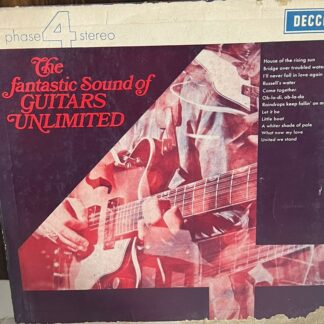 phase 4 stereo
DECCA
The
fantastic Sound of
GUITARS
UNLIMITED
House of the rising sun
Bridge over troubled water
I'll never fall in love again
Russell's water
Come together
Ob-la-di, ob-la-da
Raindrops keep fallin' on m
Let it be
Little boat
A whiter shade of pale
What now my love
United we stand